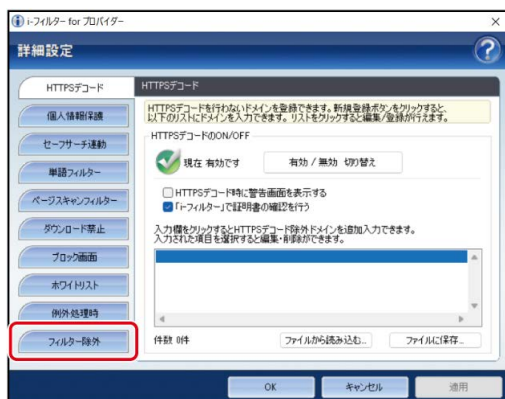 i-フィルター for プロバイダー
詳細設定
HTTPSデコード
個人情報保護
セーフサーチ連動
単語フィルター
ページスキャンフィルター
ダウンロード禁止
ブロック画面
ホワイトリスト
例外処理時
フィルター除外
HTTPSデコード
HTTPSデコードを行わないドメインを登録できます。新規登録ボタンをクリックすると、
以下のリストにドメインを入力できます。リストをクリックすると編集/登録が行えます。
HTTPSデコードのON/OFF
現在 有効です
有効 / 無効 切り替え
HTTPSデコード時に警告画面を表示する
「i-フィルター」で証明書の確認を行う
入力欄をクリックするとHTTPSデコード除外ドメインを追加入力できます。
入力された項目を選択すると編集・削除ができます。
件数 0件
ファイルから読み込む...
ファイルに保存...
OK
キャンセル
適用